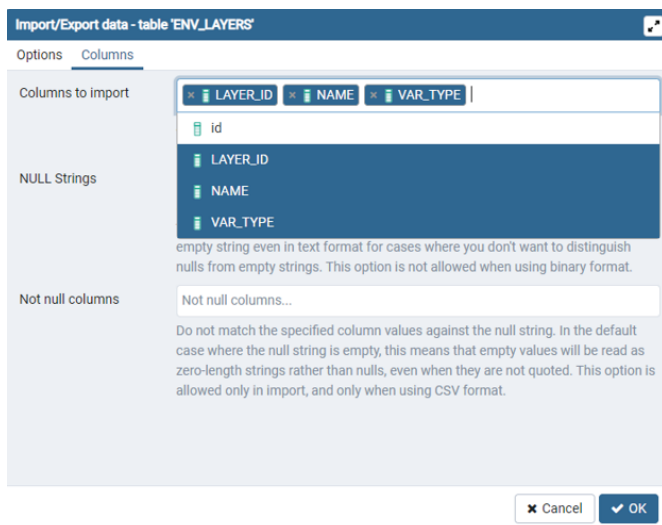 Import/Export data - table 'ENV_LAYERS'
Options Columns
Columns to import
× LAYER_ID × NAME × VAR_TYPE
id
LAYER_ID
NULL Strings
NAME
VAR_TYPE
empty string even in text format for cases where you don't want to distinguish
nulls from empty strings. This option is not allowed when using binary format.
Not null columns
Not null columns...
Do not match the specified column values against the null string. In the default
case where the null string is empty, this means that empty values will be read as
zero-length strings rather than nulls, even when they are not quoted. This option is
allowed only in import, and only when using CSV format.
Cancel OK